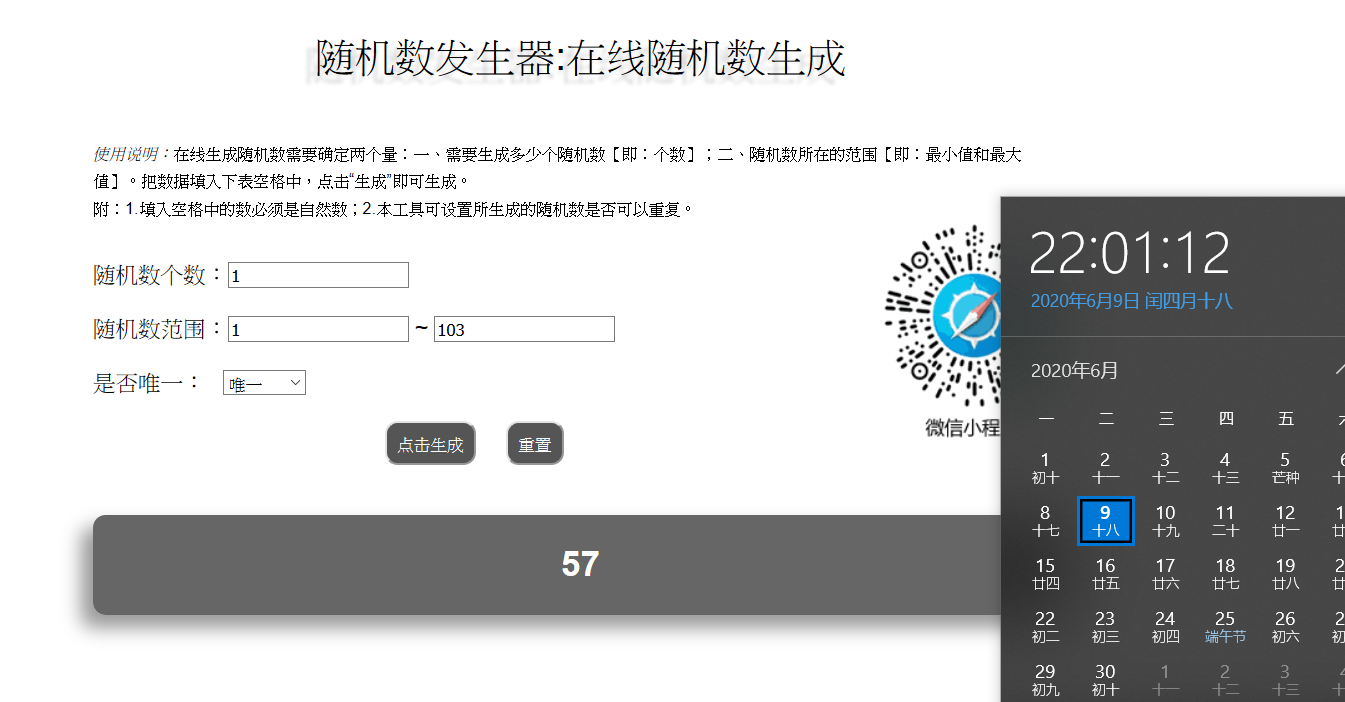 随机数发生器:在线随机数生成
使用说明：在线生成随机数需要确定两个量：一、需要生成多少个随机数【即：个数】；二、随机数所在的范围【即：最小值和最大
值】。把数据填入下表空格中，点击“生成”即可生成。
附：1.填入空格中的数必须是自然数；2.本工具可设置所生成的随机数是否可以重复。
随机数个数：1
随机数范围：1 ~ 103
是否唯一： 唯一
点击生成 重置
57
微信小程
22:01:12
2020年6月9日 闰四月十八
2020年6月
一 二 三 四 五
1 2 3 4 5
初十 十一 十二 十三 芒种
8 9 10 11 12
十七 十八 十九 二十 廿一
15 16 17 18 19
廿四 廿五 廿六 廿七 廿八
22 23 24 25 26
初二 初三 初四 端午节 初六
29 30 1 2 3
初九 初十 十一 十二 十三